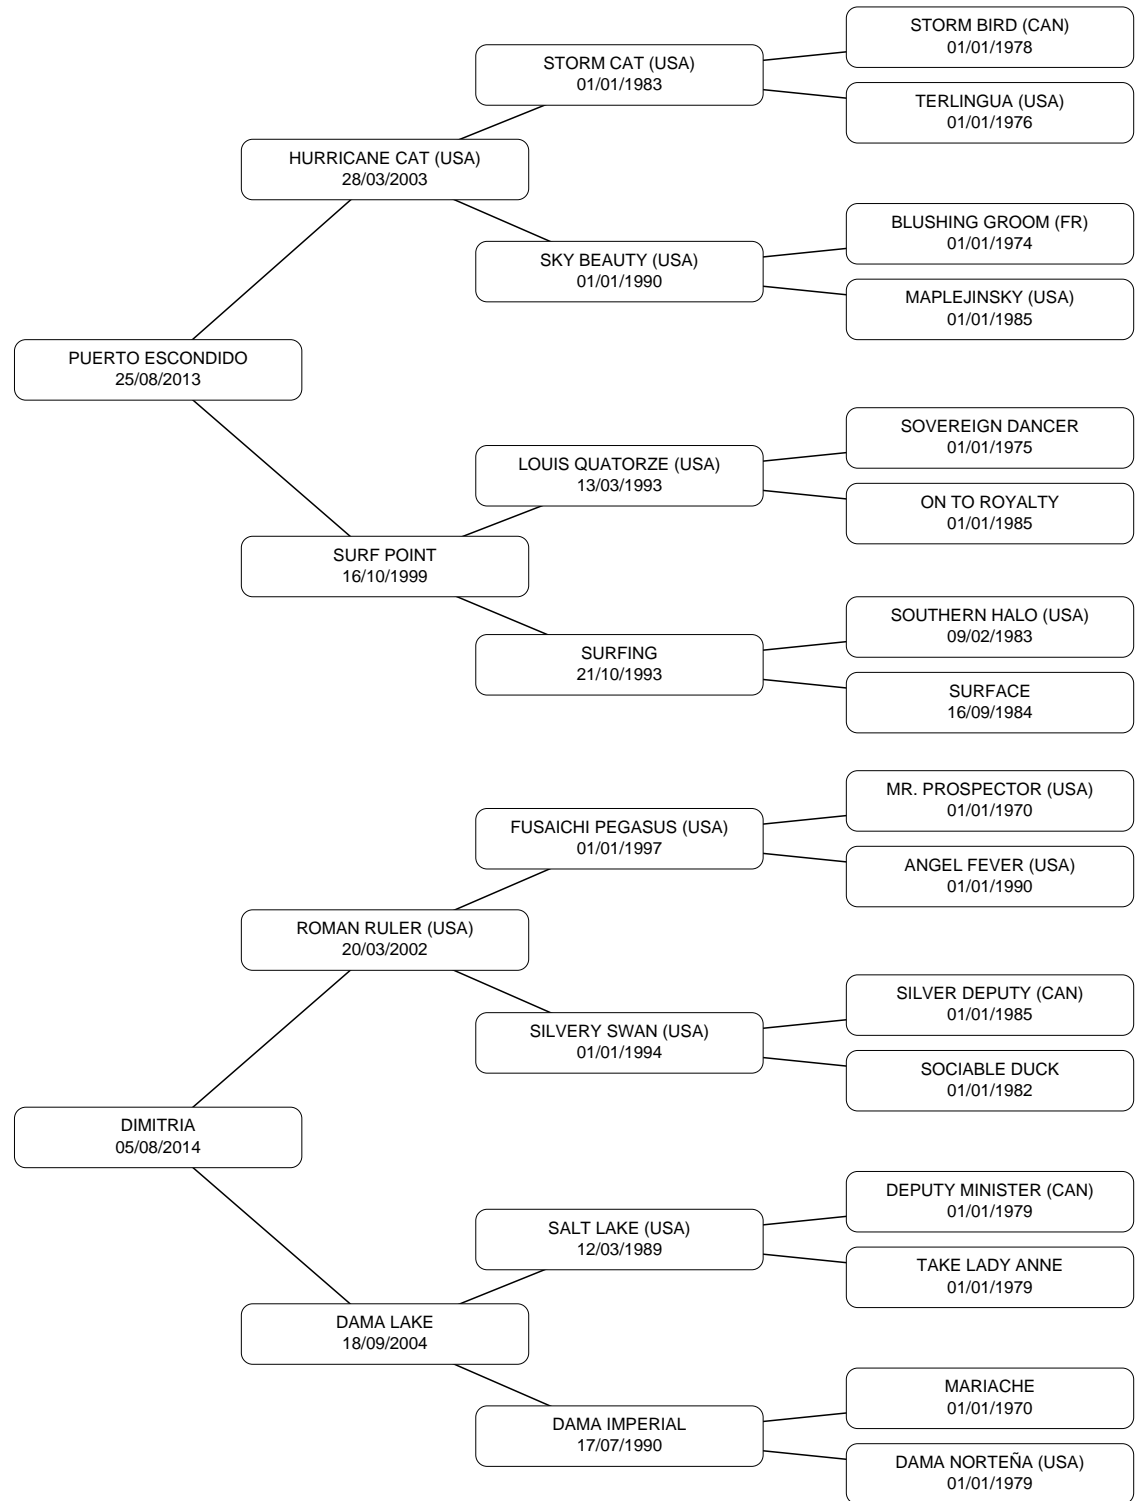 STORM BIRD (CAN)
01/01/1978
STORM CAT (USA)
01/01/1983
TERLINGUA (USA)
01/01/1976
HURRICANE CAT (USA)
28/03/2003
BLUSHING GROOM (FR)
01/01/1974
SKY BEAUTY (USA)
01/01/1990
MAPLEJINSKY (USA)
01/01/1985
PUERTO ESCONDIDO
25/08/2013
SOVEREIGN DANCER
01/01/1975
LOUIS QUATORZE (USA)
13/03/1993
ON TO ROYALTY
01/01/1985
SURF POINT
16/10/1999
SOUTHERN HALO (USA)
09/02/1983
SURFING
21/10/1993
SURFACE
16/09/1984
MR. PROSPECTOR (USA)
01/01/1970
FUSAICHI PEGASUS (USA)
01/01/1997
ANGEL FEVER (USA)
01/01/1990
ROMAN RULER (USA)
20/03/2002
SILVER DEPUTY (CAN)
01/01/1985
SILVERY SWAN (USA)
01/01/1994
SOCIABLE DUCK
01/01/1982
DIMITRIA
05/08/2014
DEPUTY MINISTER (CAN)
01/01/1979
SALT LAKE (USA)
12/03/1989
TAKE LADY ANNE
01/01/1979
DAMA LAKE
18/09/2004
MARIACHE
01/01/1970
DAMA IMPERIAL
17/07/1990
DAMA NORTEÑA (USA)
01/01/1979